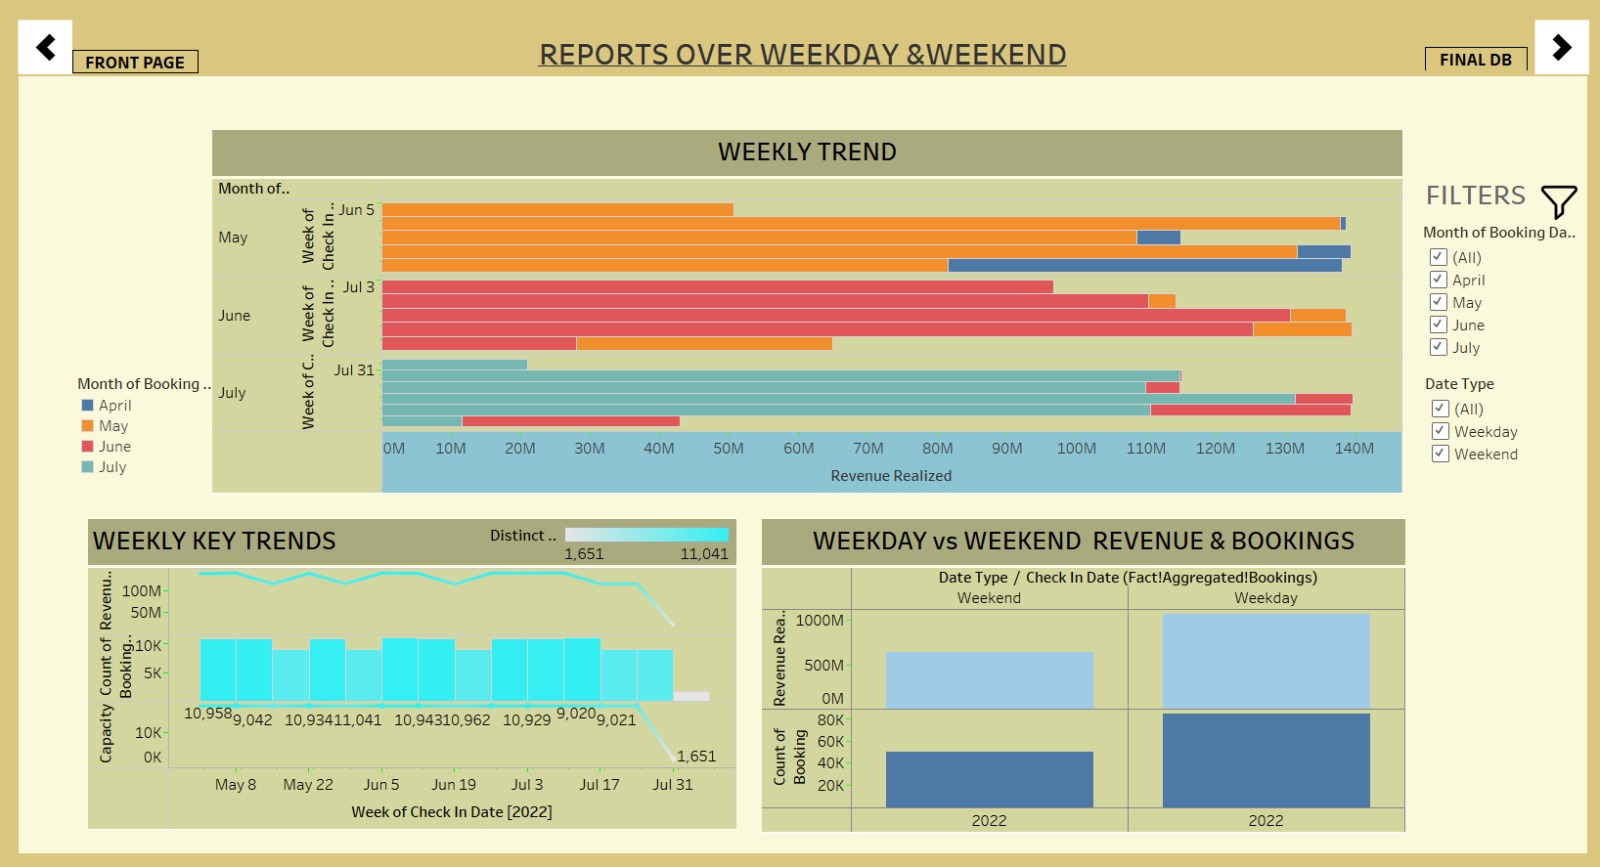 REPORTS OVER WEEKDAY &WEEKEND
FRONT PAGE
FINAL DB
WEEKLY TREND
Month of..
May
Week of
Check In ..
Jun 5
June
Week of
Check In ..
Jul 3
July
Week of C..
Jul 31
0M 10M 20M 30M 40M 50M 60M 70M 80M 90M 100M 110M 120M 130M 140M
Revenue Realized
Month of Booking ..
April
May
June
July
FILTERS
Month of Booking Da..
(All)
April
May
June
July
Date Type
(All)
Weekday
Weekend
WEEKLY KEY TRENDS
Distinct ..
1,651 11,041
Revenu..
100M
50M
Count of
Booking..
10K
5K
Capacity
10K
0K
10,958 9,042 10,934 11,041 10,943 10,962 10,929 9,020 9,021
1,651
May 8 May 22 Jun 5 Jun 19 Jul 3 Jul 17 Jul 31
Week of Check In Date [2022]
WEEKDAY vs WEEKEND REVENUE & BOOKINGS
Date Type / Check In Date (Fact!Aggregated!Bookings)
Weekend Weekday
Revenue Rea..
1000M
500M
0M
Count of
Booking
80K
60K
40K
20K
2022 2022